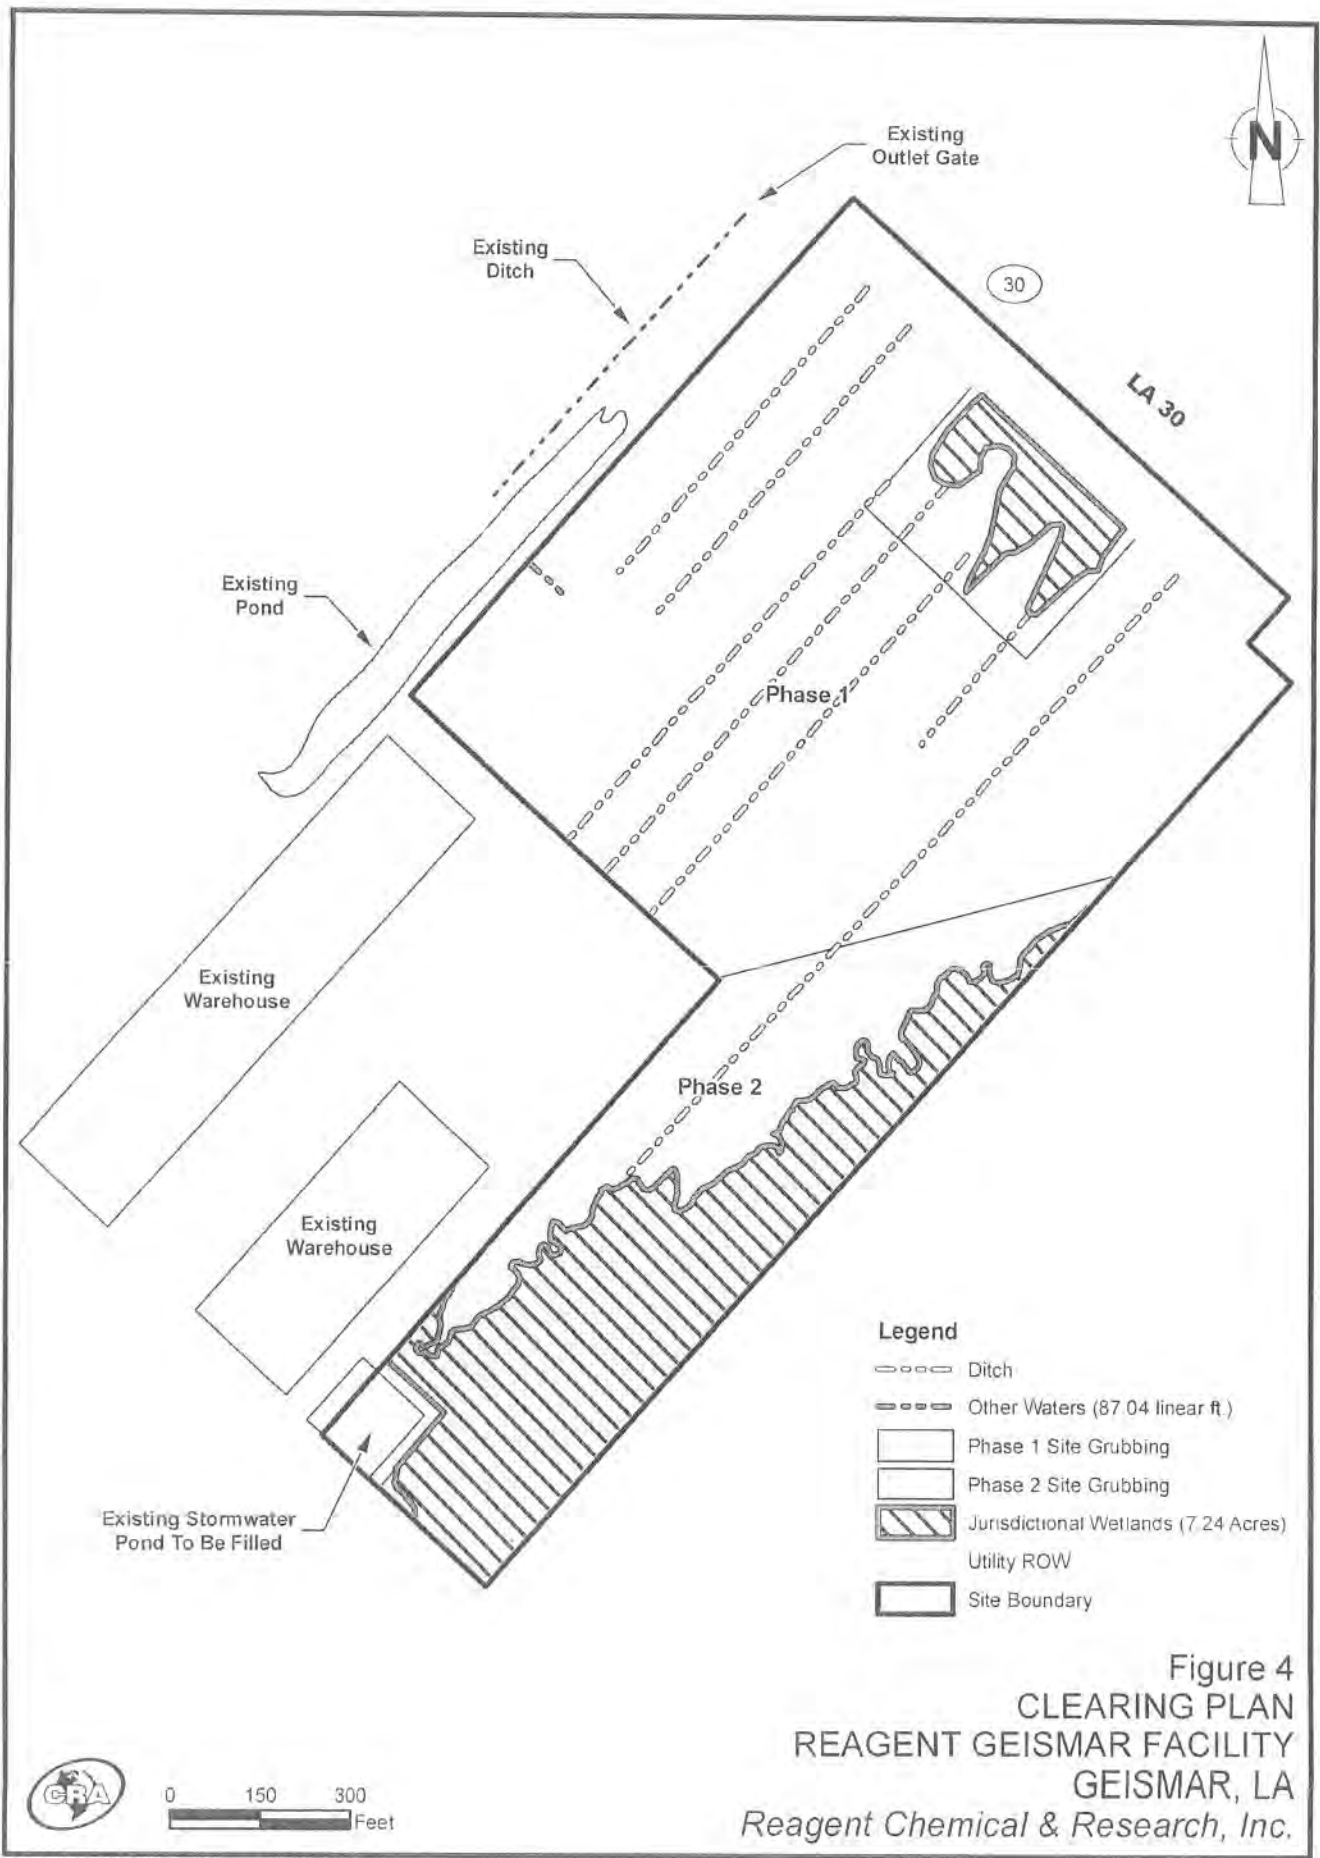 N
Existing
Outlet Gate
Existing
Ditch
30
LA 30
Existing
Pond
Phase 1
Existing
Warehouse
Phase 2
Existing
Warehouse
Existing Stormwater
Pond To Be Filled
Legend
Ditch
Other Waters (87.04 linear ft.)
Phase 1 Site Grubbing
Phase 2 Site Grubbing
Jurisdictional Wetlands (7.24 Acres)
Utility ROW
Site Boundary
Figure 4
CLEARING PLAN
REAGENT GEISMAR FACILITY
GEISMAR, LA
Reagent Chemical & Research, Inc.
CRA
0 150 300
Feet